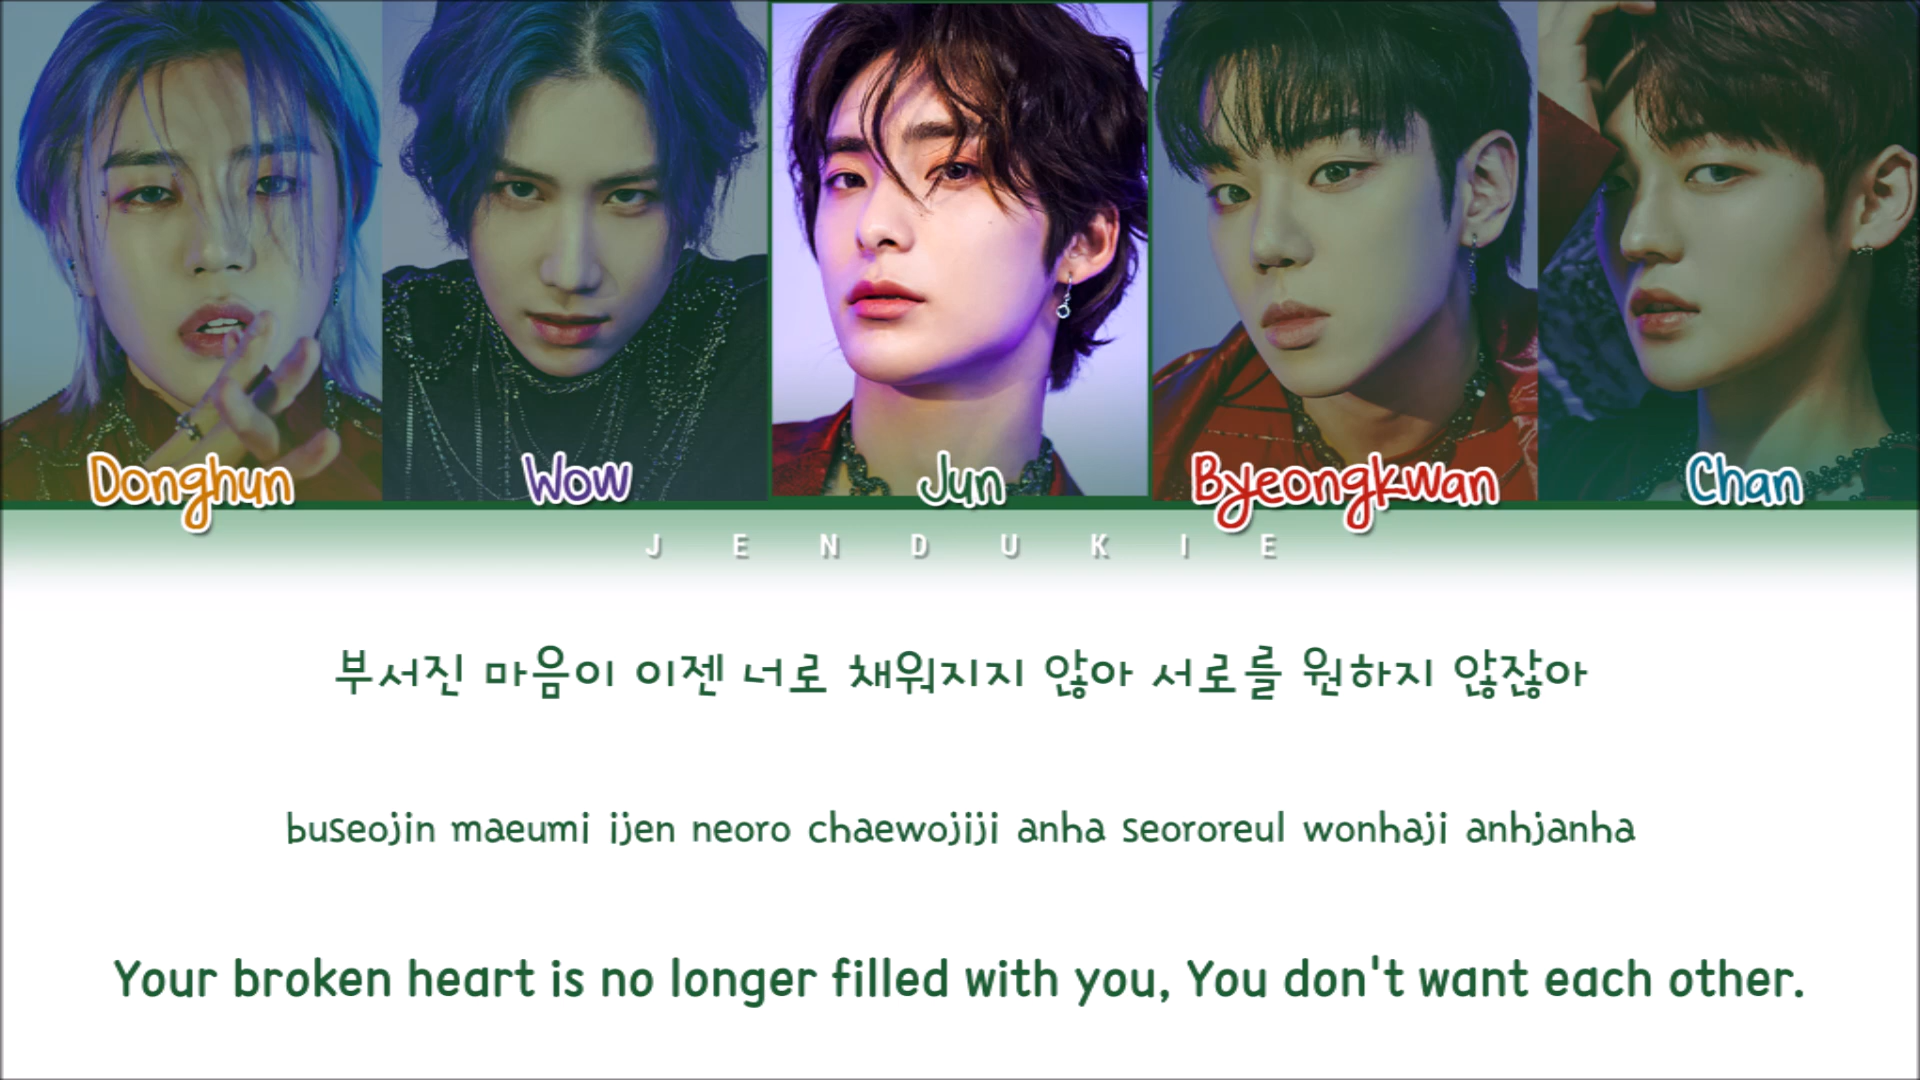 Donghun Wow Jun Byeongkwan Chan
JENDUKIE
부서진 마음이 이젠 너로 채워지지 않아 서로를 원하지 않잖아
buseojin maeumi ijen neoro chaewojiji anha seororeul wonhaji anhjanha
Your broken heart is no longer filled with you, You don't want each other.